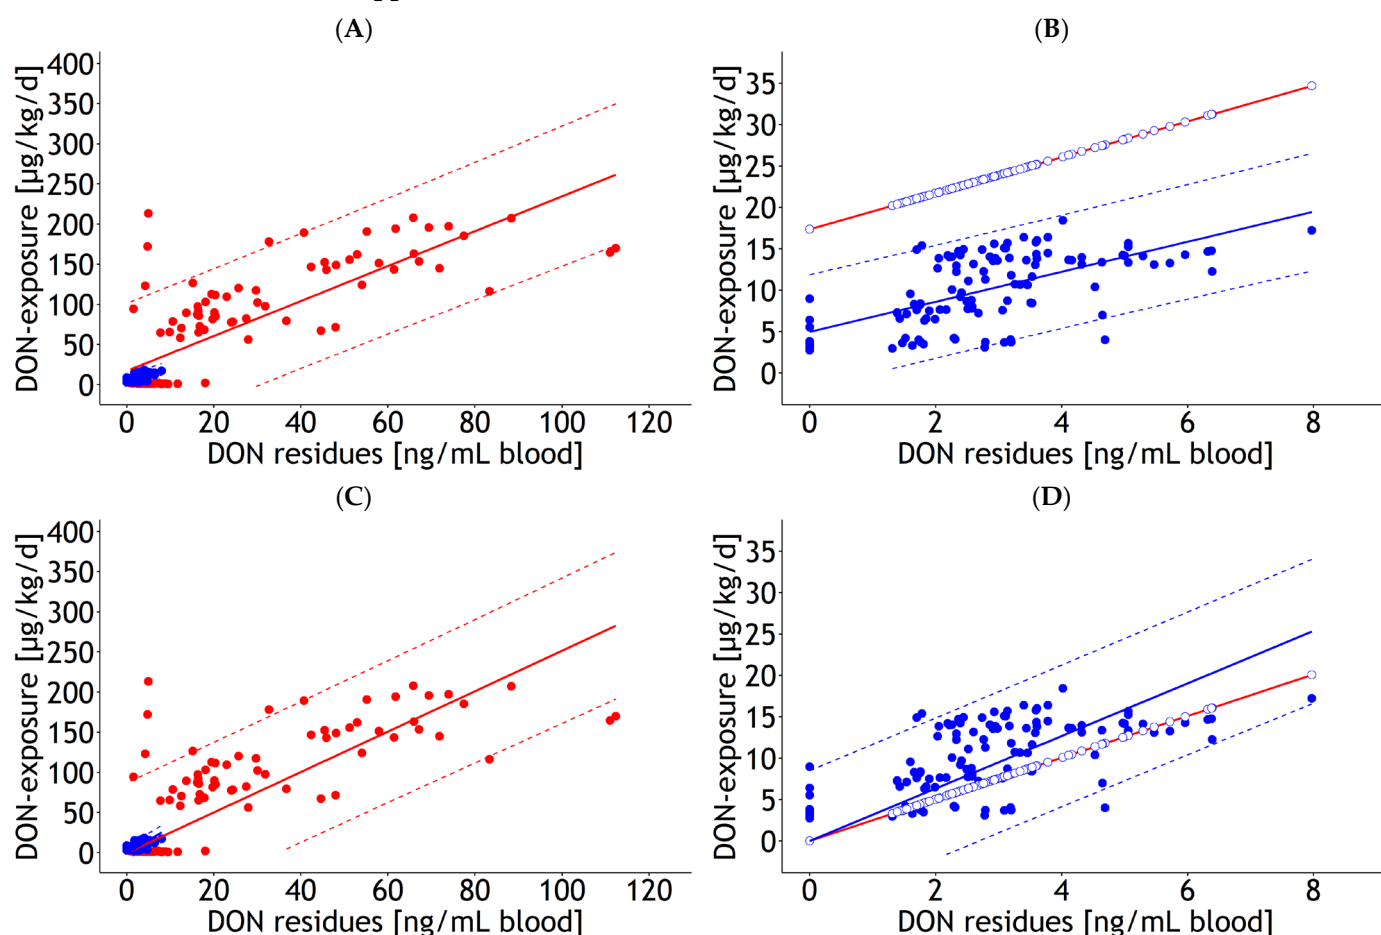 (A)
(B)
DON-exposure [µg/kg/d]
400
350
300
250
200
150
100
50
0
0 20 40 60 80 100 120
DON residues [ng/mL blood]
DON-exposure [µg/kg/d]
35
30
25
20
15
10
5
0
0 2 4 6 8
DON residues [ng/mL blood]
(C)
(D)
DON-exposure [µg/kg/d]
400
350
300
250
200
150
100
50
0
0 20 40 60 80 100 120
DON residues [ng/mL blood]
DON-exposure [µg/kg/d]
35
30
25
20
15
10
5
0
0 2 4 6 8
DON residues [ng/mL blood]